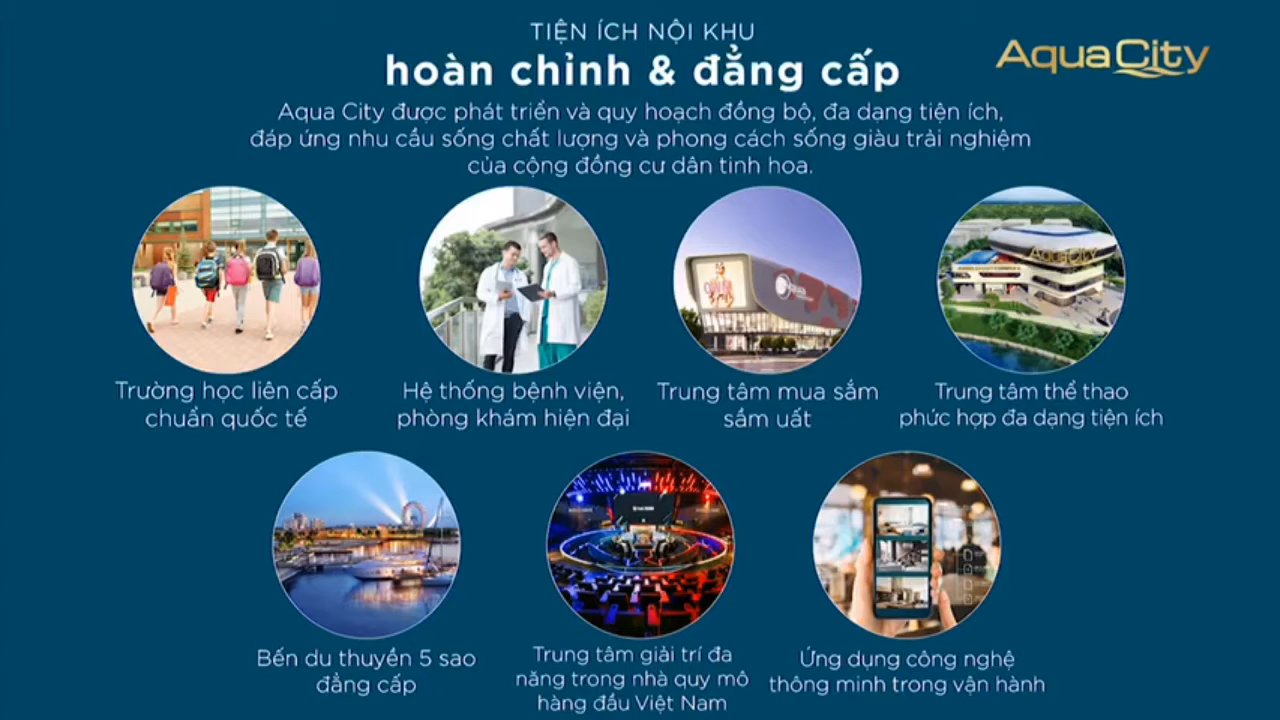 TIỆN ÍCH NỘI KHU
hoàn chỉnh & đẳng cấp
AquaCity
Aqua City được phát triển và quy hoạch đồng bộ, đa dạng tiện ích,
đáp ứng nhu cầu sống chất lượng và phong cách sống giàu trải nghiệm
của cộng đồng cư dân tinh hoa.
AquaCity
Trường học liên cấp
chuẩn quốc tế
Hệ thống bệnh viện,
phòng khám hiện đại
Trung tâm mua sắm
sầm uất
Trung tâm thể thao
phức hợp đa dạng tiện ích
Bến du thuyền 5 sao
đẳng cấp
Trung tâm giải trí đa
năng trong nhà quy mô
hàng đầu Việt Nam
Ứng dụng công nghệ
thông minh trong vận hành